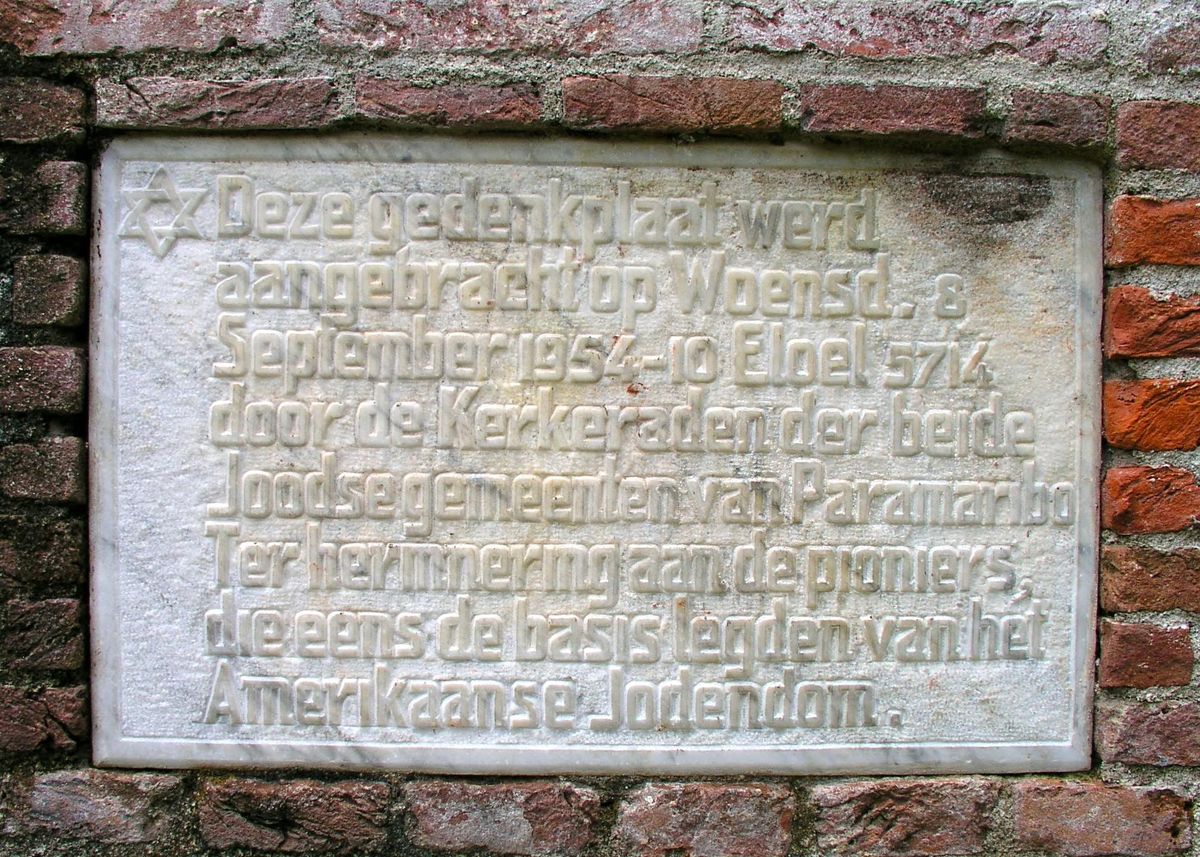 Deze gedenkplaat werd
aangebracht op Woensd. 8
September 1954-10 Eloel 5714
door de Kerkeraden der beide
Joodse gemeenten van Paramaribo
Ter herinnering aan de pioniers,
die eens de basis legden van het
Amerikaanse Jodendom.